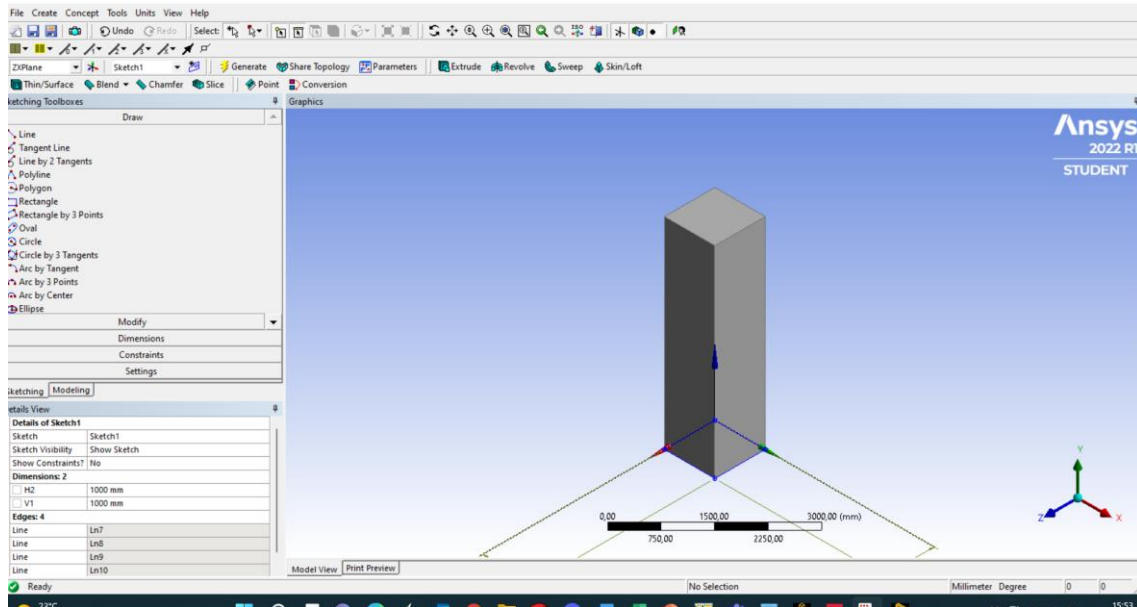 File Create Concept Tools Units View Help
Undo Redo Select:
ZXPlane Sketch1 Generate Share Topology Parameters Extrude Revolve Sweep Skin/Loft
Thin/Surface Blend Chamfer Slice Point Conversion
ketching Toolboxes
Draw
Line
Tangent Line
Line by 2 Tangents
Polyline
Polygon
Rectangle
Rectangle by 3 Points
Oval
Circle
Circle by 3 Tangents
Arc by Tangent
Arc by 3 Points
Arc by Center
Ellipse
Modify
Dimensions
Constraints
Settings
ketching Modeling
etails View
Details of Sketch1
Sketch Sketch1
Sketch Visibility Show Sketch
Show Constraints? No
Dimensions: 2
H2 1000 mm
V1 1000 mm
Edges: 4
Line Ln7
Line Ln8
Line Ln9
Line Ln10
Graphics
Ansys
2022 R1
STUDENT
0,00 1500,00 3000,00 (mm)
750,00 2250,00
Y
Z X
Model View Print Preview
Ready No Selection Millimeter Degree 0 0
23°C 15:53